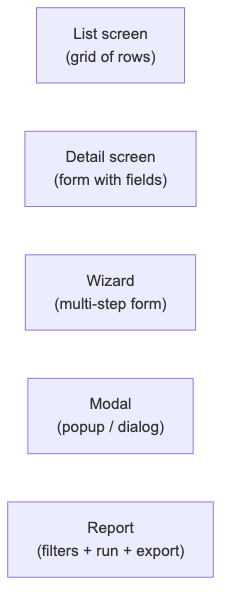 List screen
(grid of rows)
Detail screen
(form with fields)
Wizard
(multi-step form)
Modal
(popup / dialog)
Report
(filters + run + export)